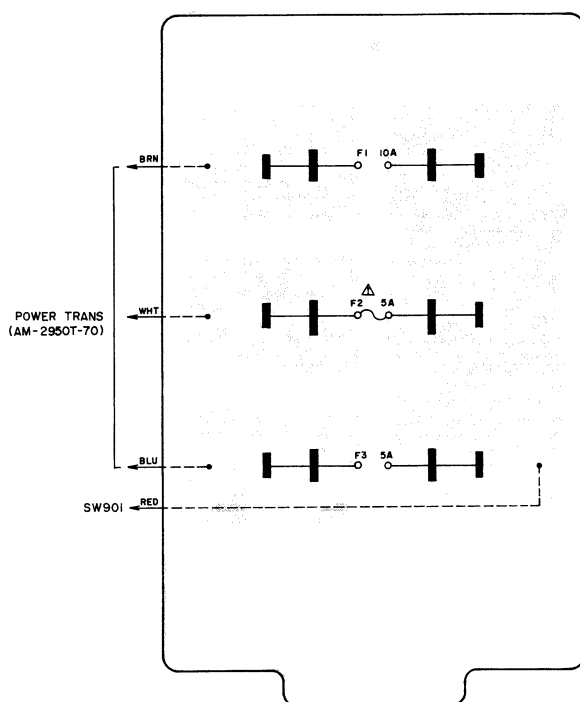 BRN
F1 10A
WHT
F2 5A
POWER TRANS
(AM-2950T-70)
BLU
F3 5A
RED
SW901